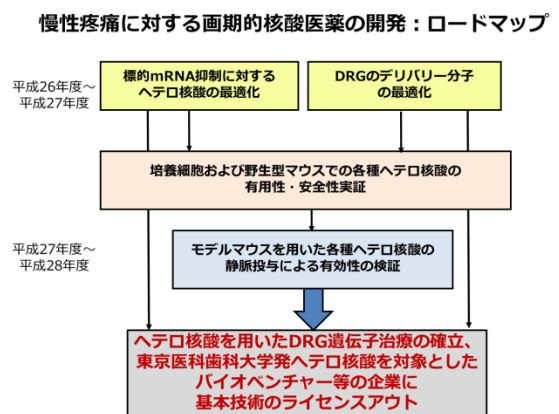 慢性疼痛に対する画期的核酸医薬の開発：ロードマップ
平成26年度～
平成27年度
標的mRNA抑制に対する
ヘテロ核酸の最適化
DRGのデリバリー分子
の最適化
培養細胞および野生型マウスでの各種ヘテロ核酸の
有用性・安全性実証
平成27年度～
平成28年度
モデルマウスを用いた各種ヘテロ核酸の
静脈投与による有効性の検証
ヘテロ核酸を用いたDRG遺伝子治療の確立、
東京医科歯科大学発ヘテロ核酸を対象とした
バイオベンチャー等の企業に
基本技術のライセンスアウト